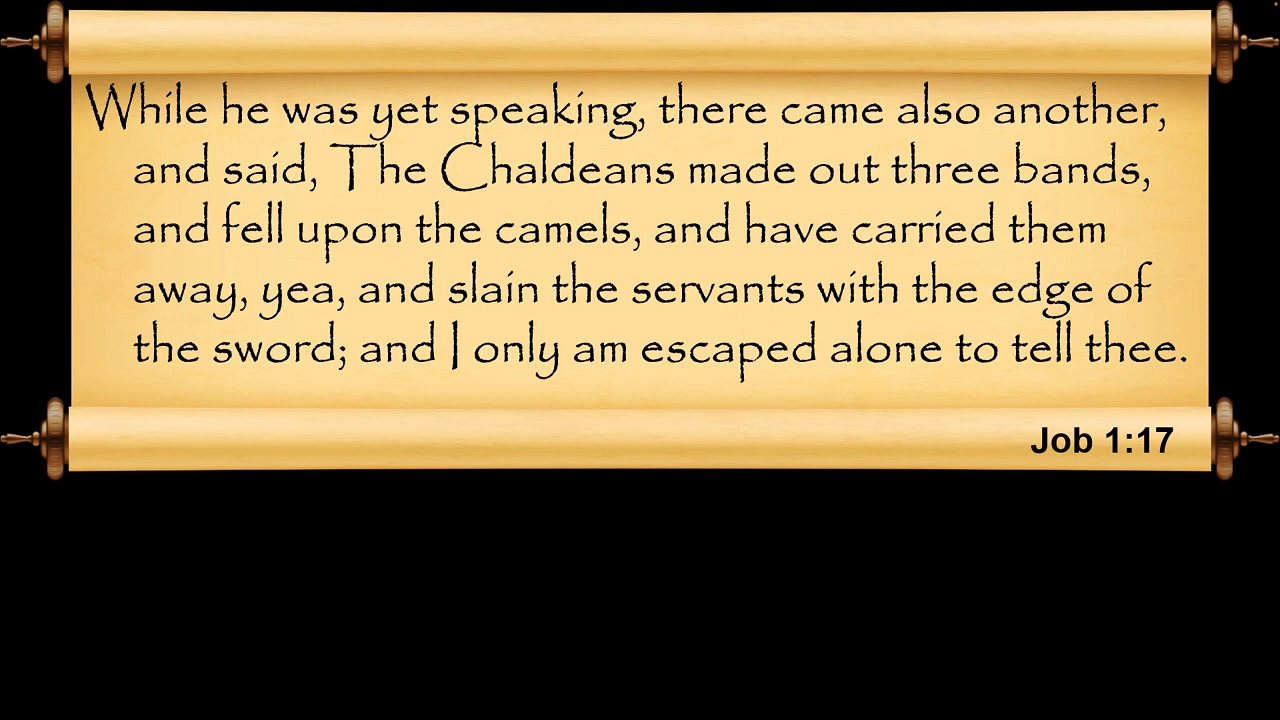 While he was yet speaking, there came also another,
and said, The Chaldeans made out three bands,
and fell upon the camels, and have carried them
away, yea, and slain the servants with the edge of
the sword; and I only am escaped alone to tell thee.
Job 1:17